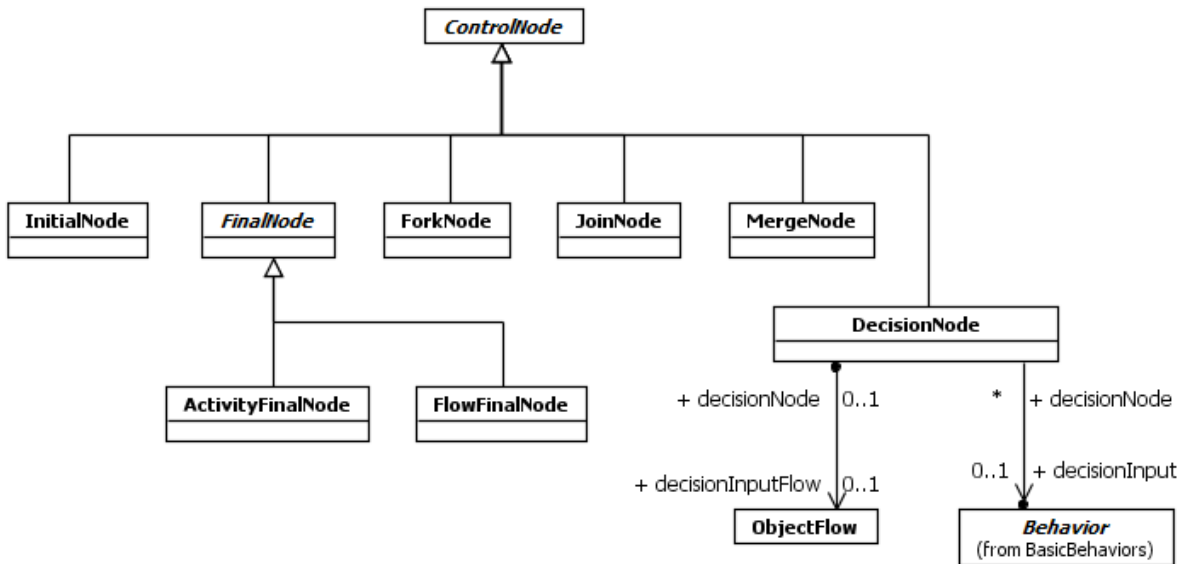 ControlNode
InitialNode
FinalNode
ForkNode
JoinNode
MergeNode
DecisionNode
ActivityFinalNode
FlowFinalNode
+ decisionNode
0..1
*
+ decisionNode
+ decisionInputFlow
0..1
0..1
+ decisionInput
ObjectFlow
Behavior
(from BasicBehaviors)